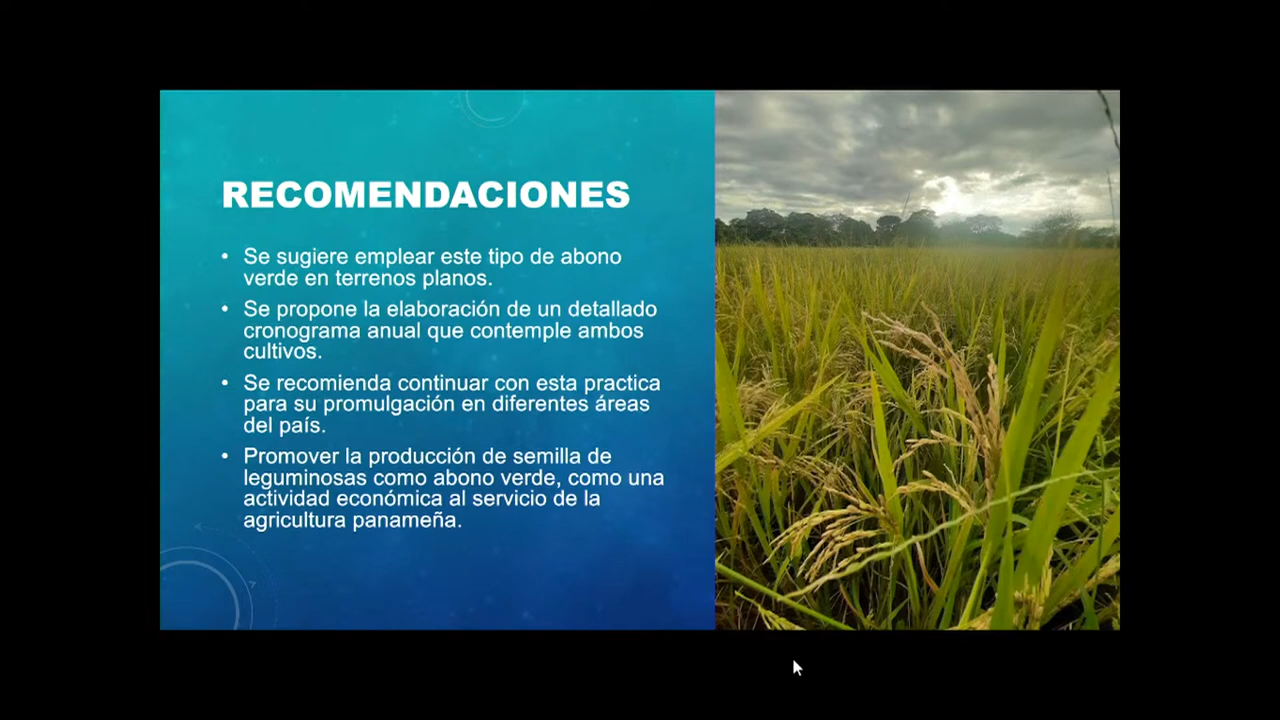 RECOMENDACIONES
• Se sugiere emplear este tipo de abono
verde en terrenos planos.
• Se propone la elaboración de un detallado
cronograma anual que contemple ambos
cultivos.
• Se recomienda continuar con esta practica
para su promulgación en diferentes áreas
del país.
• Promover la producción de semilla de
leguminosas como abono verde, como una
actividad económica al servicio de la
agricultura panameña.